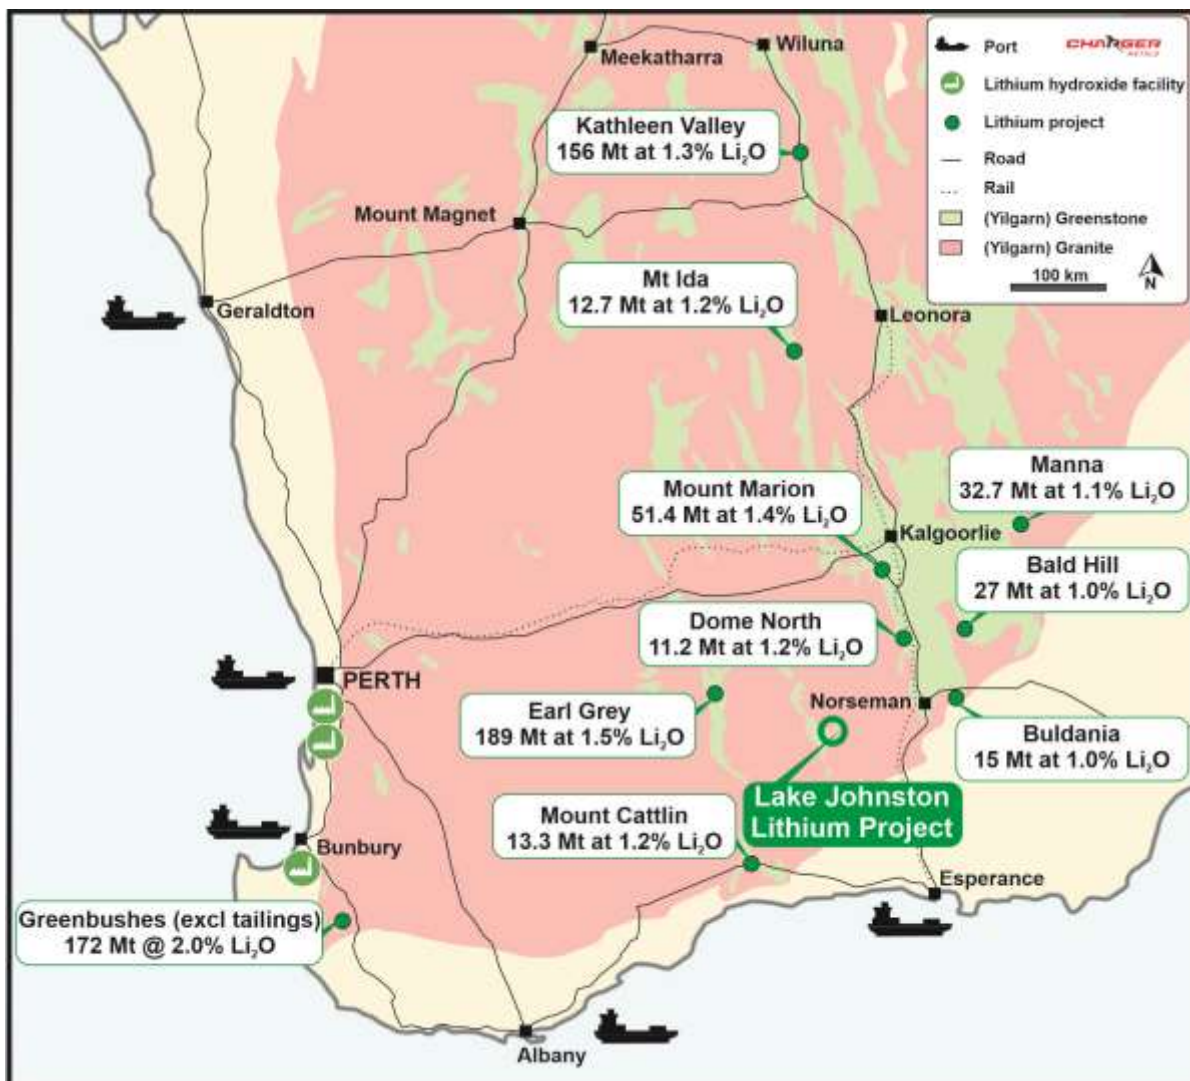 Meekatharra
Wiluna
Port
CHARGER
METALS
Lithium hydroxide facility
Lithium project
Road
Rail
(Yilgarn) Greenstone
(Yilgarn) Granite
100 km
N
Kathleen Valley
156 Mt at 1.3% Li₂O
Mount Magnet
Mt Ida
12.7 Mt at 1.2% Li₂O
Geraldton
Leonora
Manna
32.7 Mt at 1.1% Li₂O
Mount Marion
51.4 Mt at 1.4% Li₂O
Kalgoorlie
Bald Hill
27 Mt at 1.0% Li₂O
Dome North
11.2 Mt at 1.2% Li₂O
PERTH
Norseman
Earl Grey
189 Mt at 1.5% Li₂O
Buldania
15 Mt at 1.0% Li₂O
Lake Johnston
Lithium Project
Mount Cattlin
13.3 Mt at 1.2% Li₂O
Bunbury
Esperance
Greenbushes (excl tailings)
172 Mt @ 2.0% Li₂O
Albany